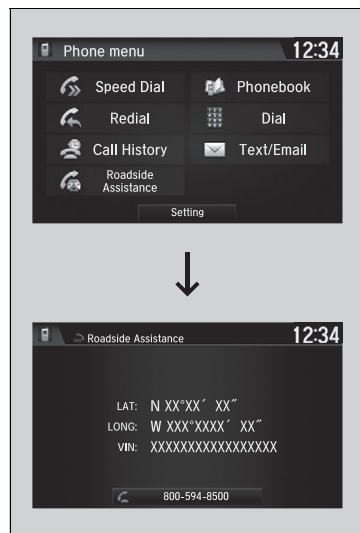 Phone menu 12:34
Speed Dial Phonebook
Redial Dial
Call History Text/Email
Roadside
Assistance
Setting
Roadside Assistance 12:34
LAT: N XX°XX´ XX˝
LONG: W XXX°XXXX´ XX˝
VIN: XXXXXXXXXXXXXXXXX
800-594-8500